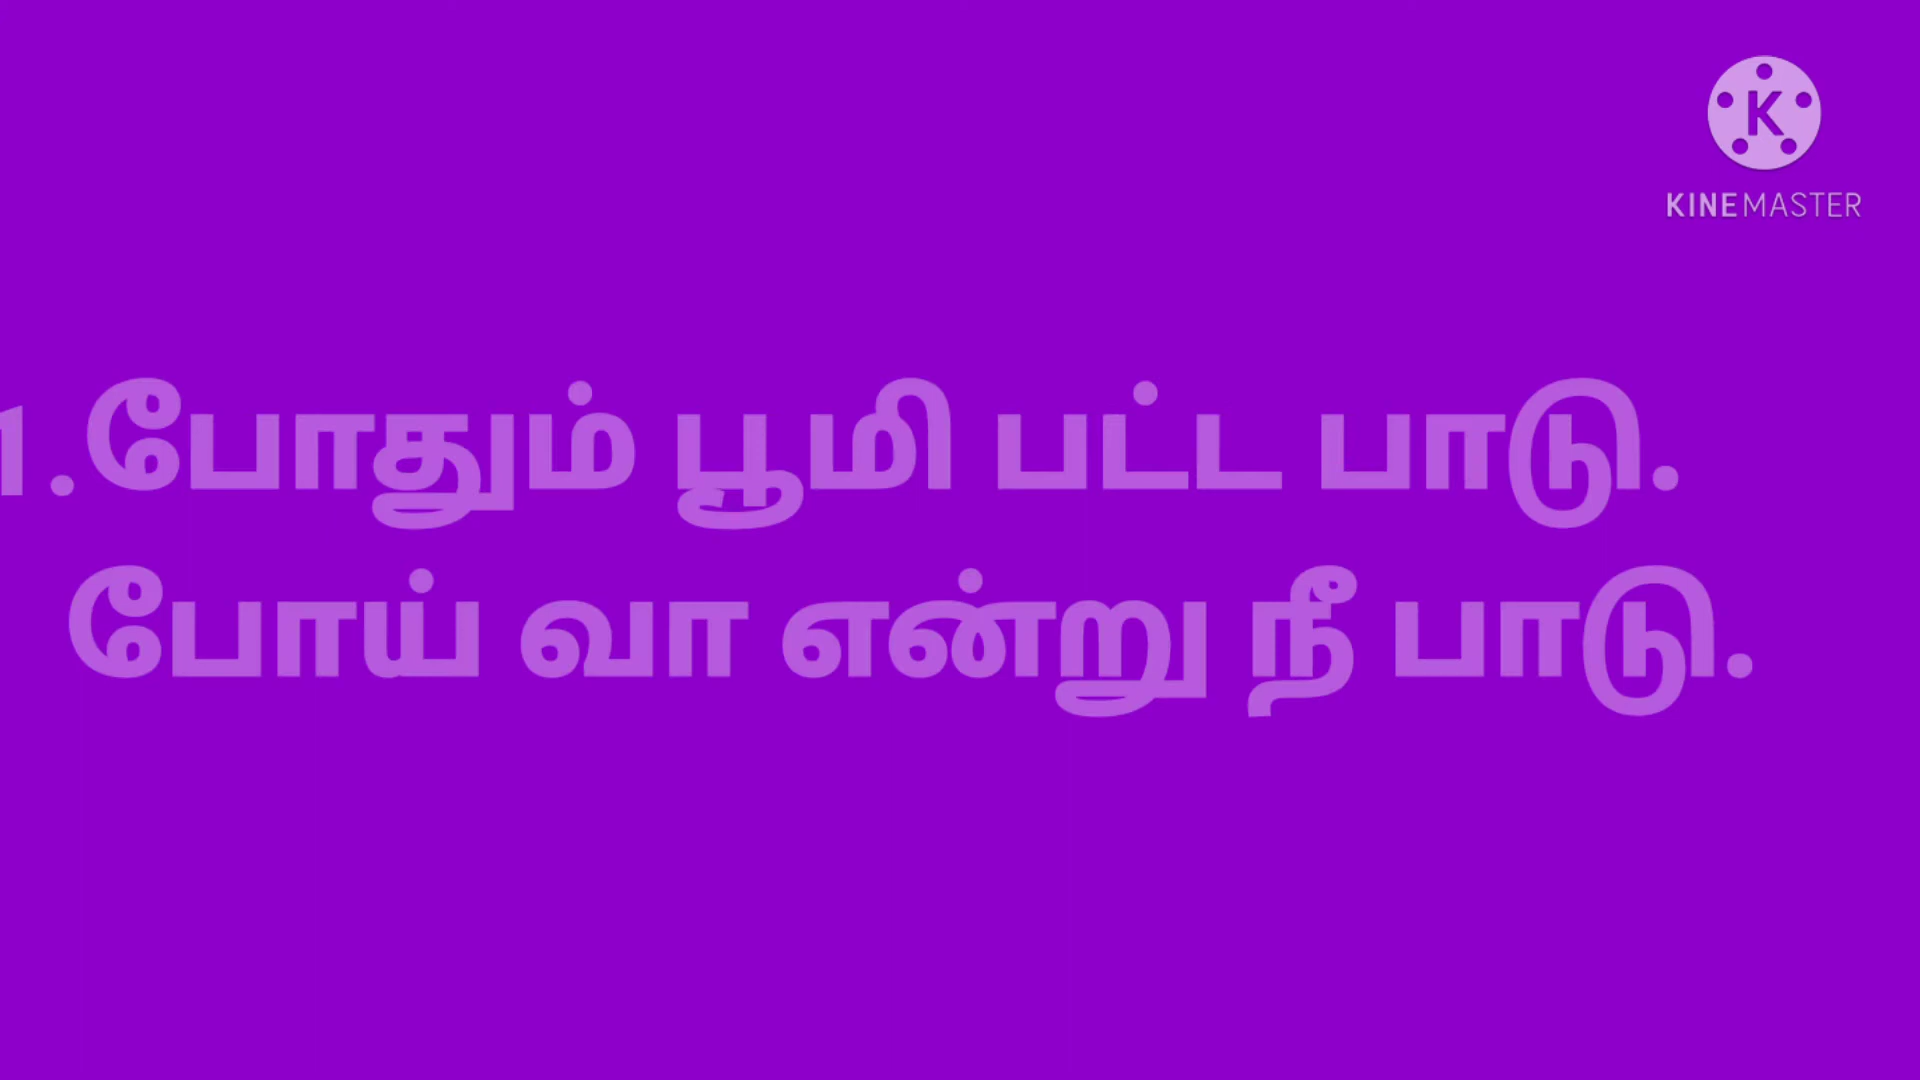 KINEMASTER
1.போதும் பூமி பட்ட பாடு.
போய் வா என்று நீ பாடு.